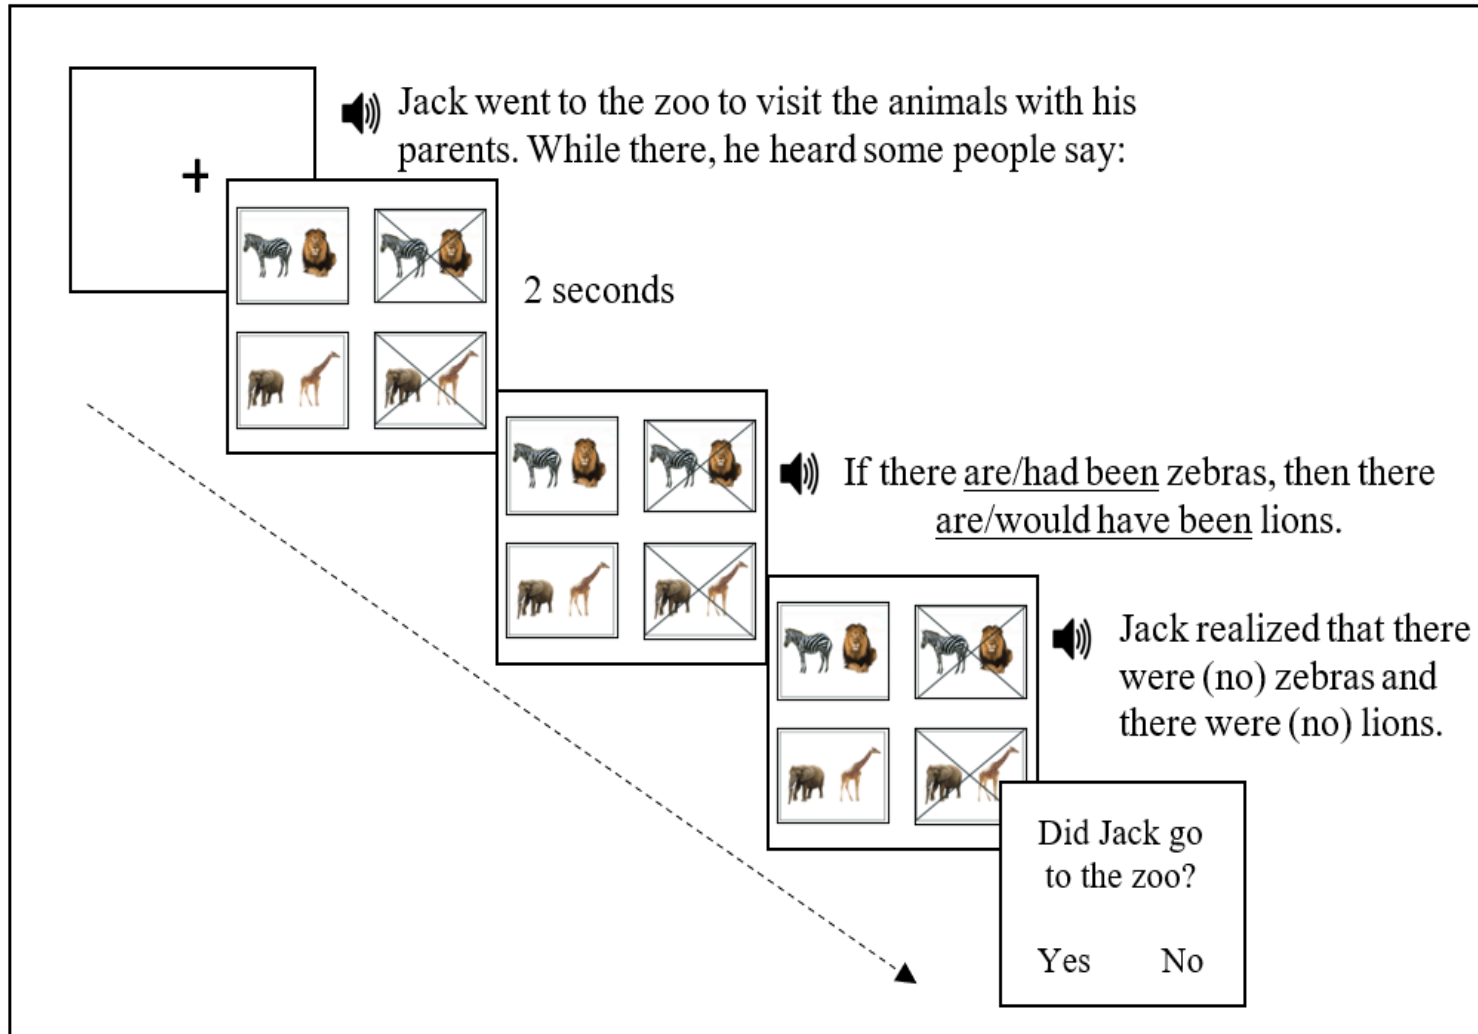 Jack went to the zoo to visit the animals with his
parents. While there, he heard some people say:
+
2 seconds
If there are/had been zebras, then there
are/would have been lions.
Jack realized that there
were (no) zebras and
there were (no) lions.
Did Jack go
to the zoo?
Yes No